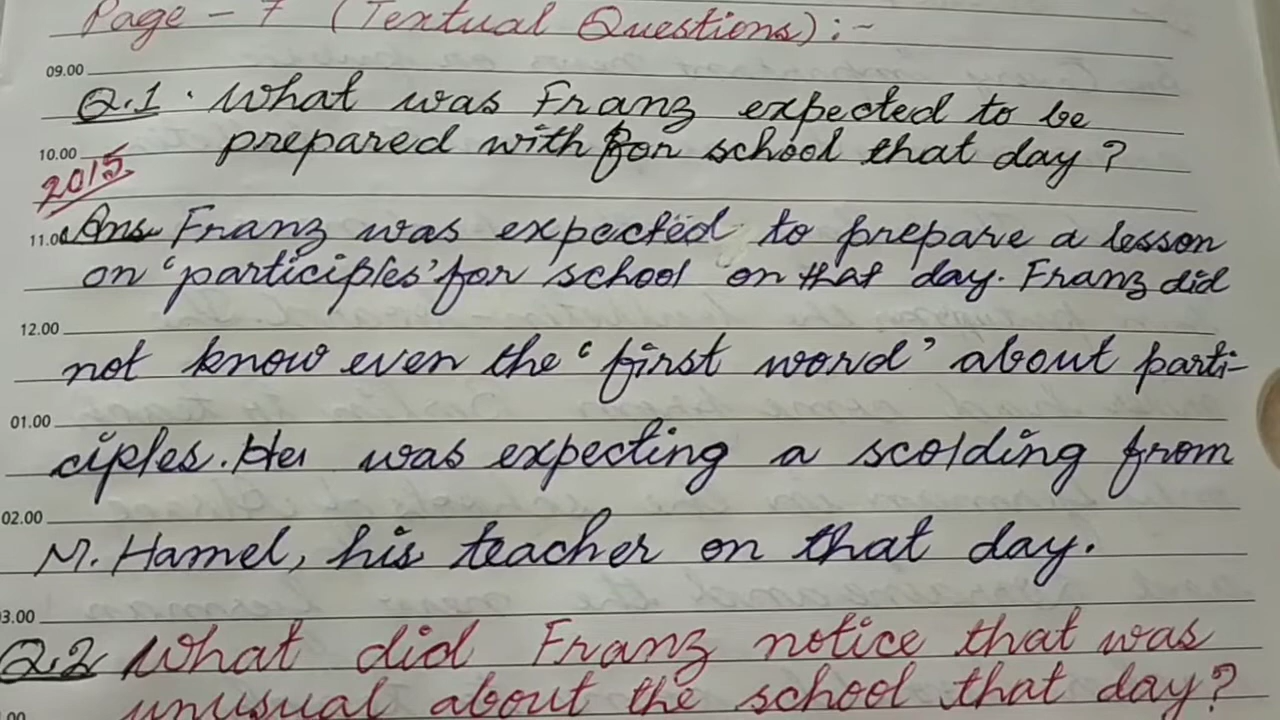 Page - 7 (Textual Questions) :-
09.00
Q.1. What was Franz expected to be
10.00 prepared with for school that day?
2015
11.00 Ans Franz was expected to prepare a lesson
on 'participles' for school on that day. Franz did
12.00
not know even the 'first word' about parti-
01.00
ciples. He was expecting a scolding from
02.00
M. Hamel, his teacher on that day.
03.00
Q.2 What did Franz notice that was
unusual about the school that day?